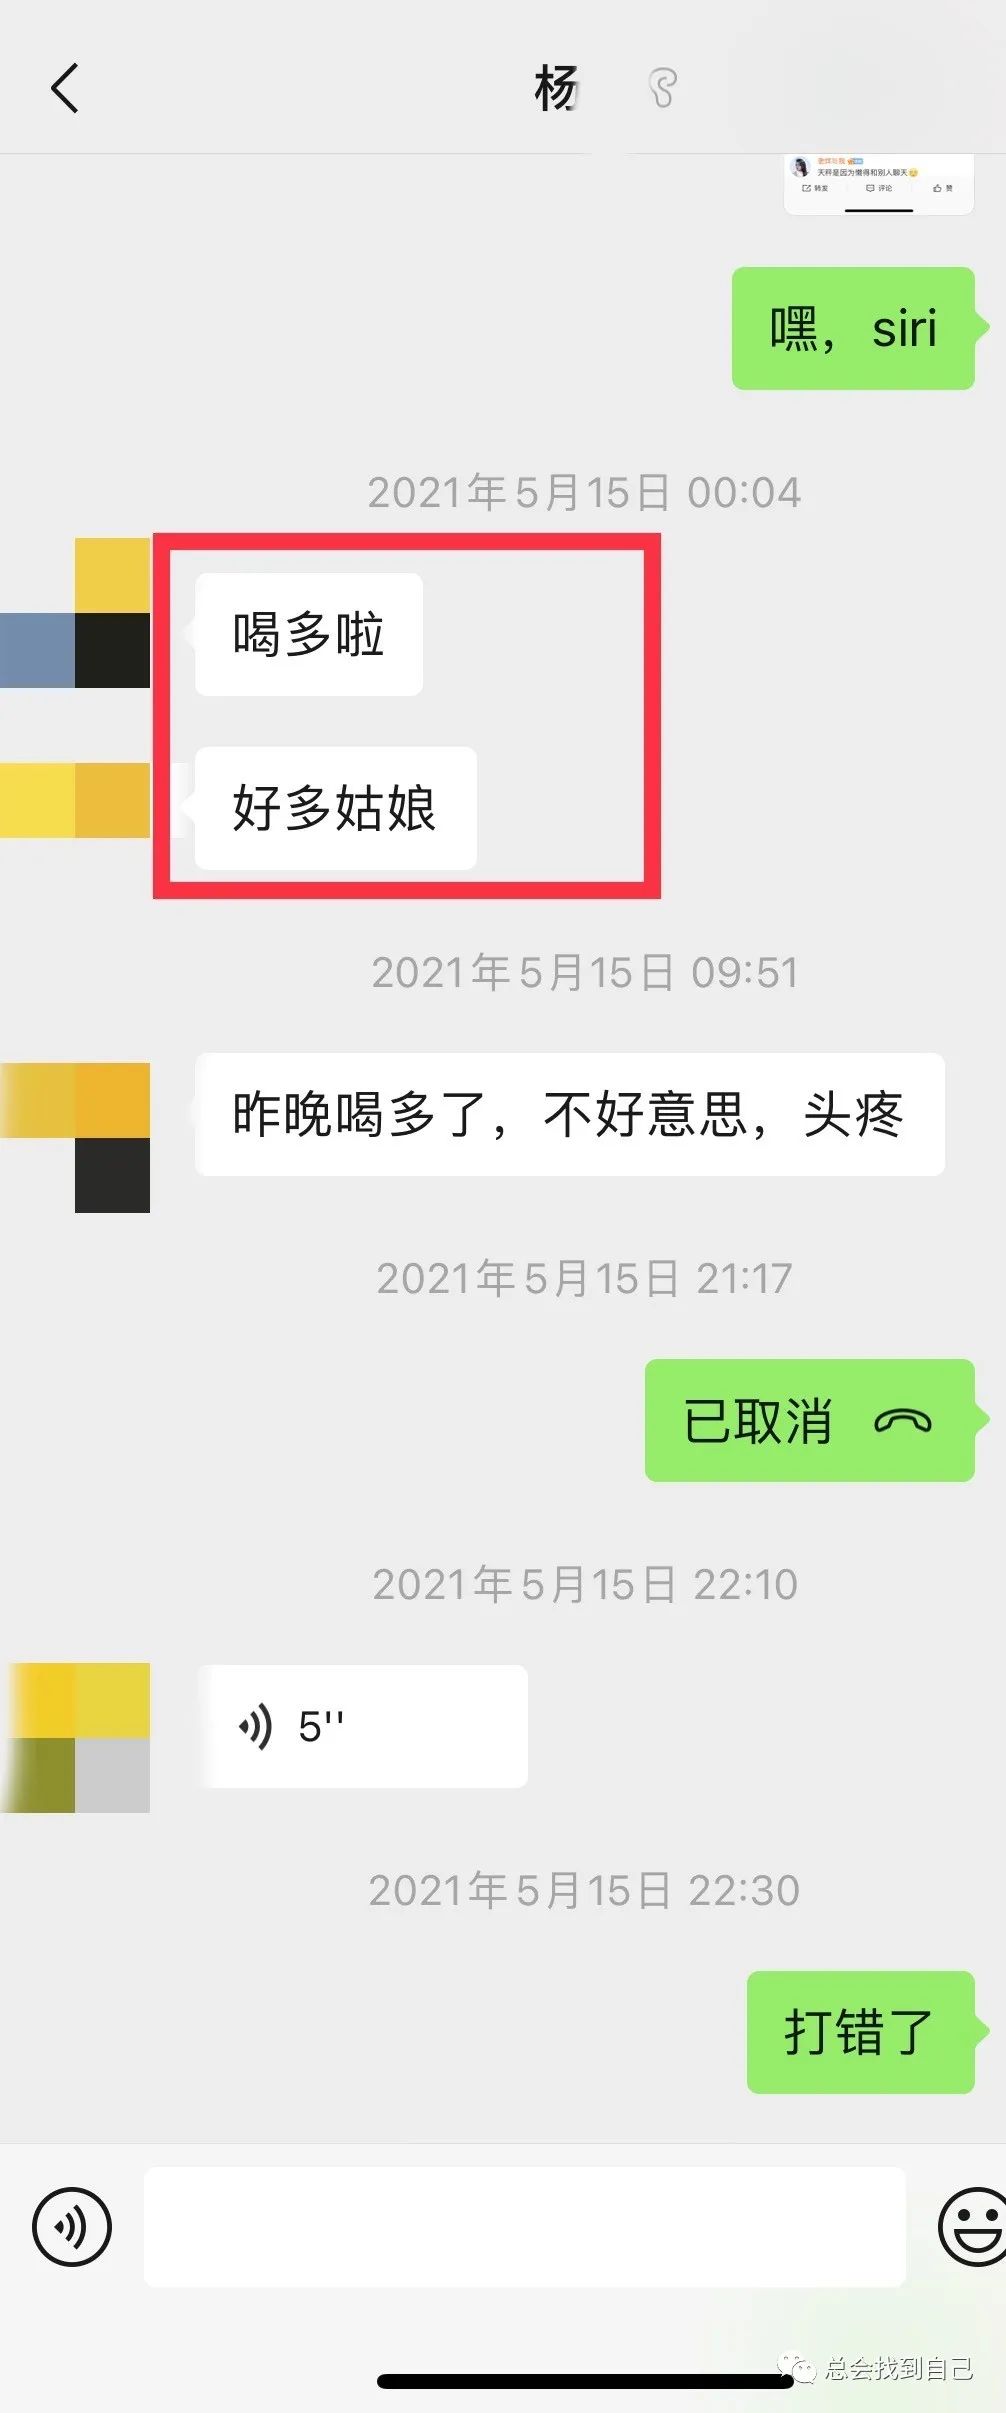 杨
天秤是因为懒得和别人聊天
转发 评论 赞
嘿，siri
2021年5月15日 00:04
喝多啦
好多姑娘
2021年5月15日 09:51
昨晚喝多了，不好意思，头疼
2021年5月15日 21:17
已取消
2021年5月15日 22:10
5''
2021年5月15日 22:30
打错了
总会找到自己